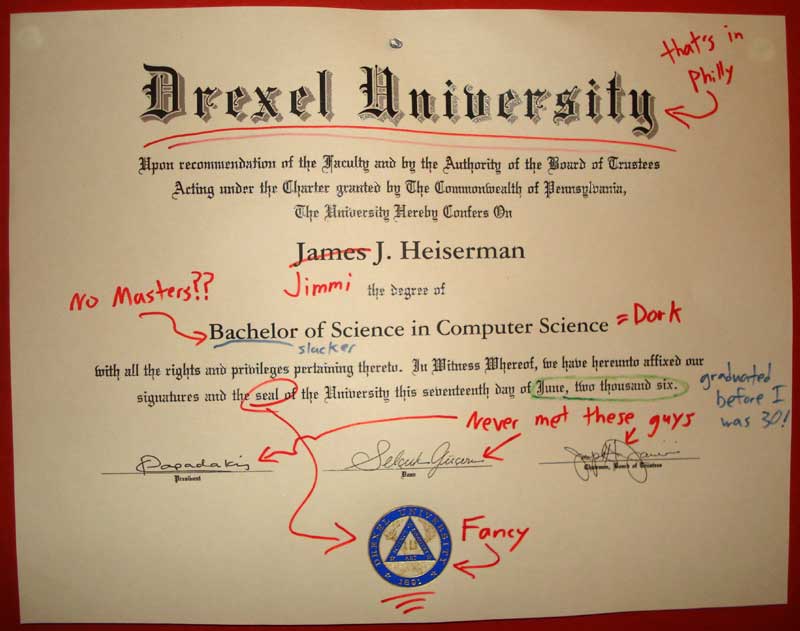 that's in
Philly
Drexel University
Upon recommendation of the Faculty and by the Authority of the Board of Trustees
Acting under the Charter granted by The Commonwealth of Pennsylvania,
The University Hereby Confers On
James J. Heiserman
Jimmi
the degree of
No Masters??
Bachelor of Science in Computer Science = Dork
slacker
with all the rights and privileges pertaining thereto. In Witness Whereof, we have hereunto affixed our
signatures and the seal of the University this seventeenth day of June, two thousand six.
graduated
before I
was 30!
Never met these guys
Papadakis
President
Dean
Chairman, Board of Trustees
Fancy
DREXEL UNIVERSITY
1891